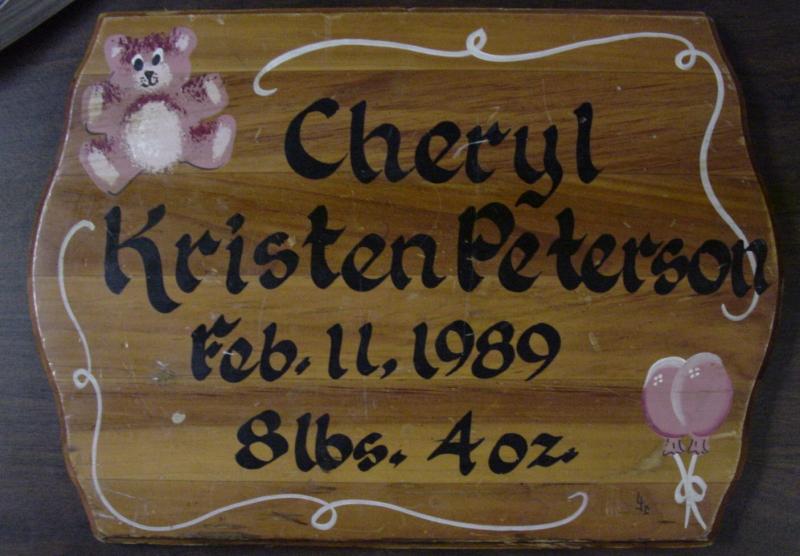 Cheryl
Kristen Peterson
Feb. 11, 1989
8lbs. 4oz.